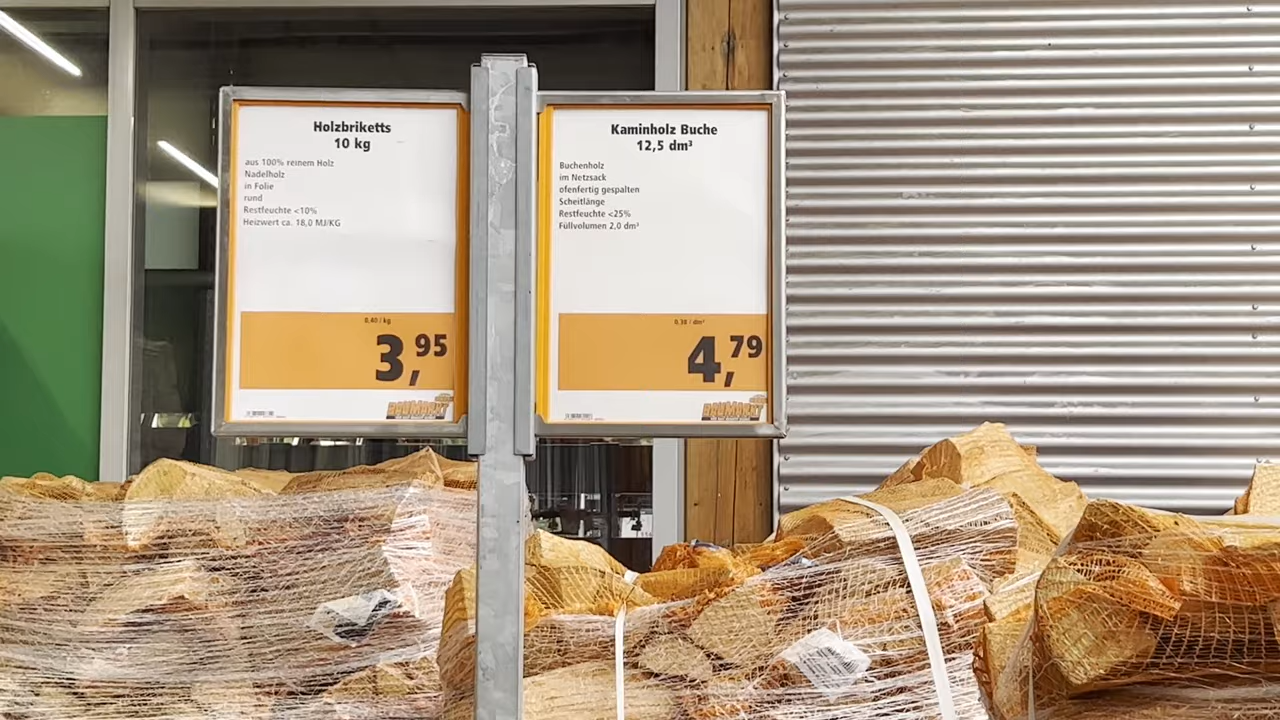 Holzbriketts
10 kg
aus 100% reinem Holz
Nadelholz
in Folie
rund
Restfeuchte <10%
Heizwert ca. 18,0 MJ/KG
0,40 / kg
3,95
BAUMARKT
Kaminholz Buche
12,5 dm³
Buchenholz
im Netzsack
ofenfertig gespalten
Scheitlänge
Restfeuchte <25%
Füllvolumen 2,0 dm³
0,38 / dm³
4,79
BAUMARKT